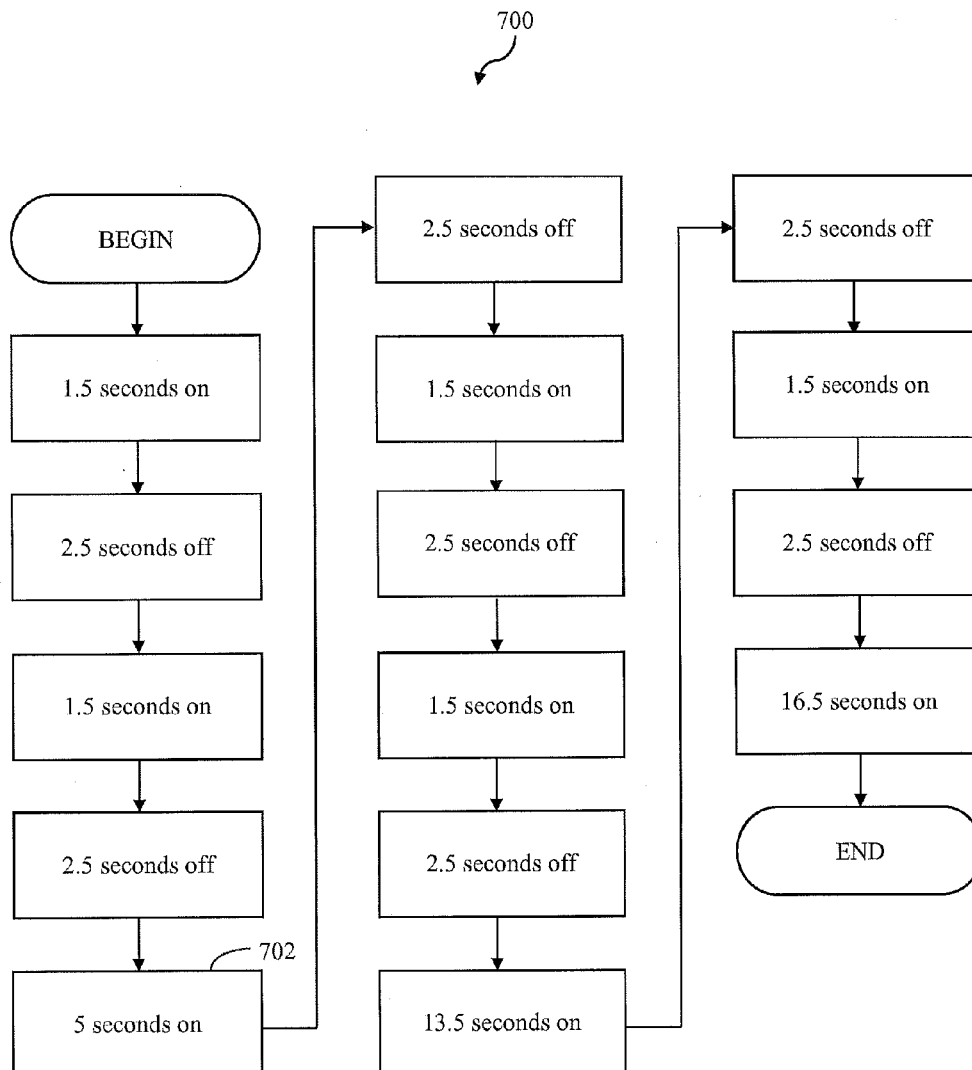 700
BEGIN
1.5 seconds on
2.5 seconds off
1.5 seconds on
2.5 seconds off
702
5 seconds on
2.5 seconds off
1.5 seconds on
2.5 seconds off
1.5 seconds on
2.5 seconds off
13.5 seconds on
2.5 seconds off
1.5 seconds on
2.5 seconds off
16.5 seconds on
END